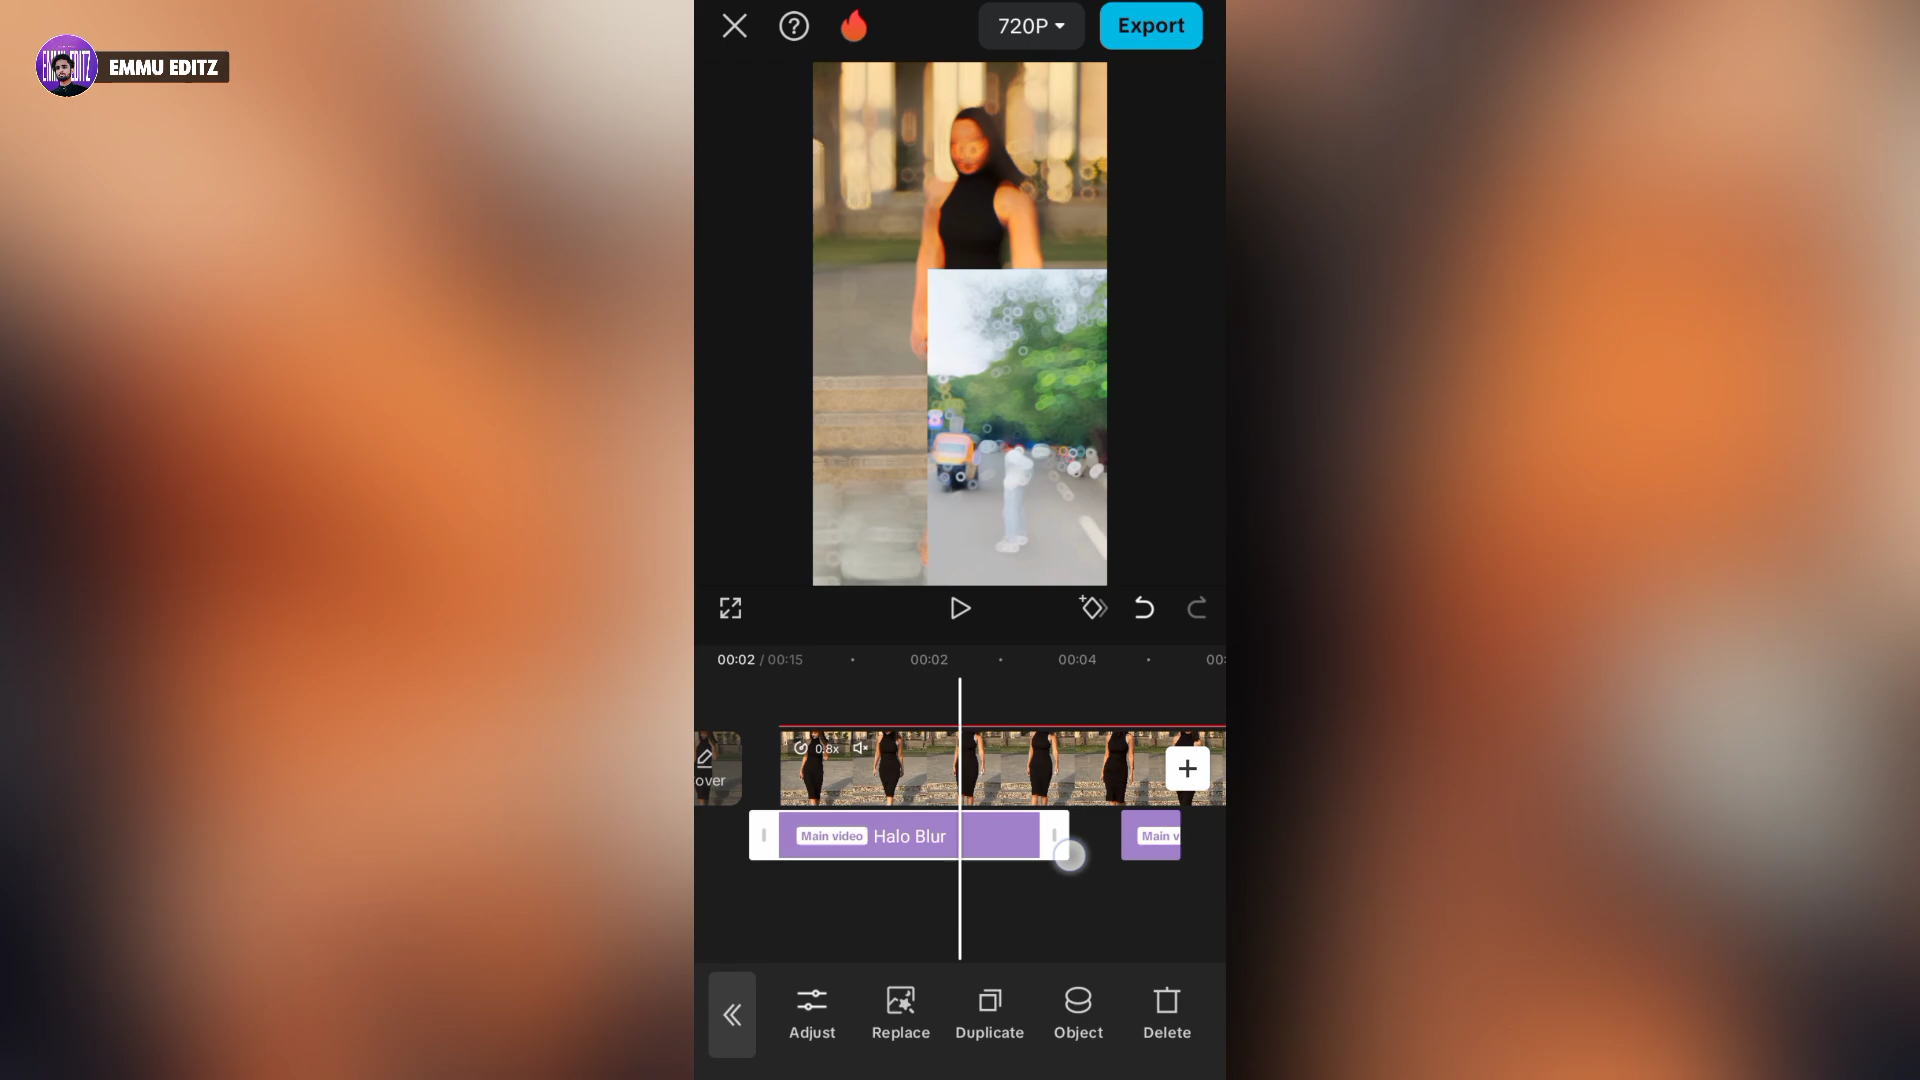 EMMU EDITZ
720P
Export
00:02 / 00:15
00:02
00:04
00:
0.8x
over
Main video Halo Blur
Main v
Adjust
Replace
Duplicate
Object
Delete